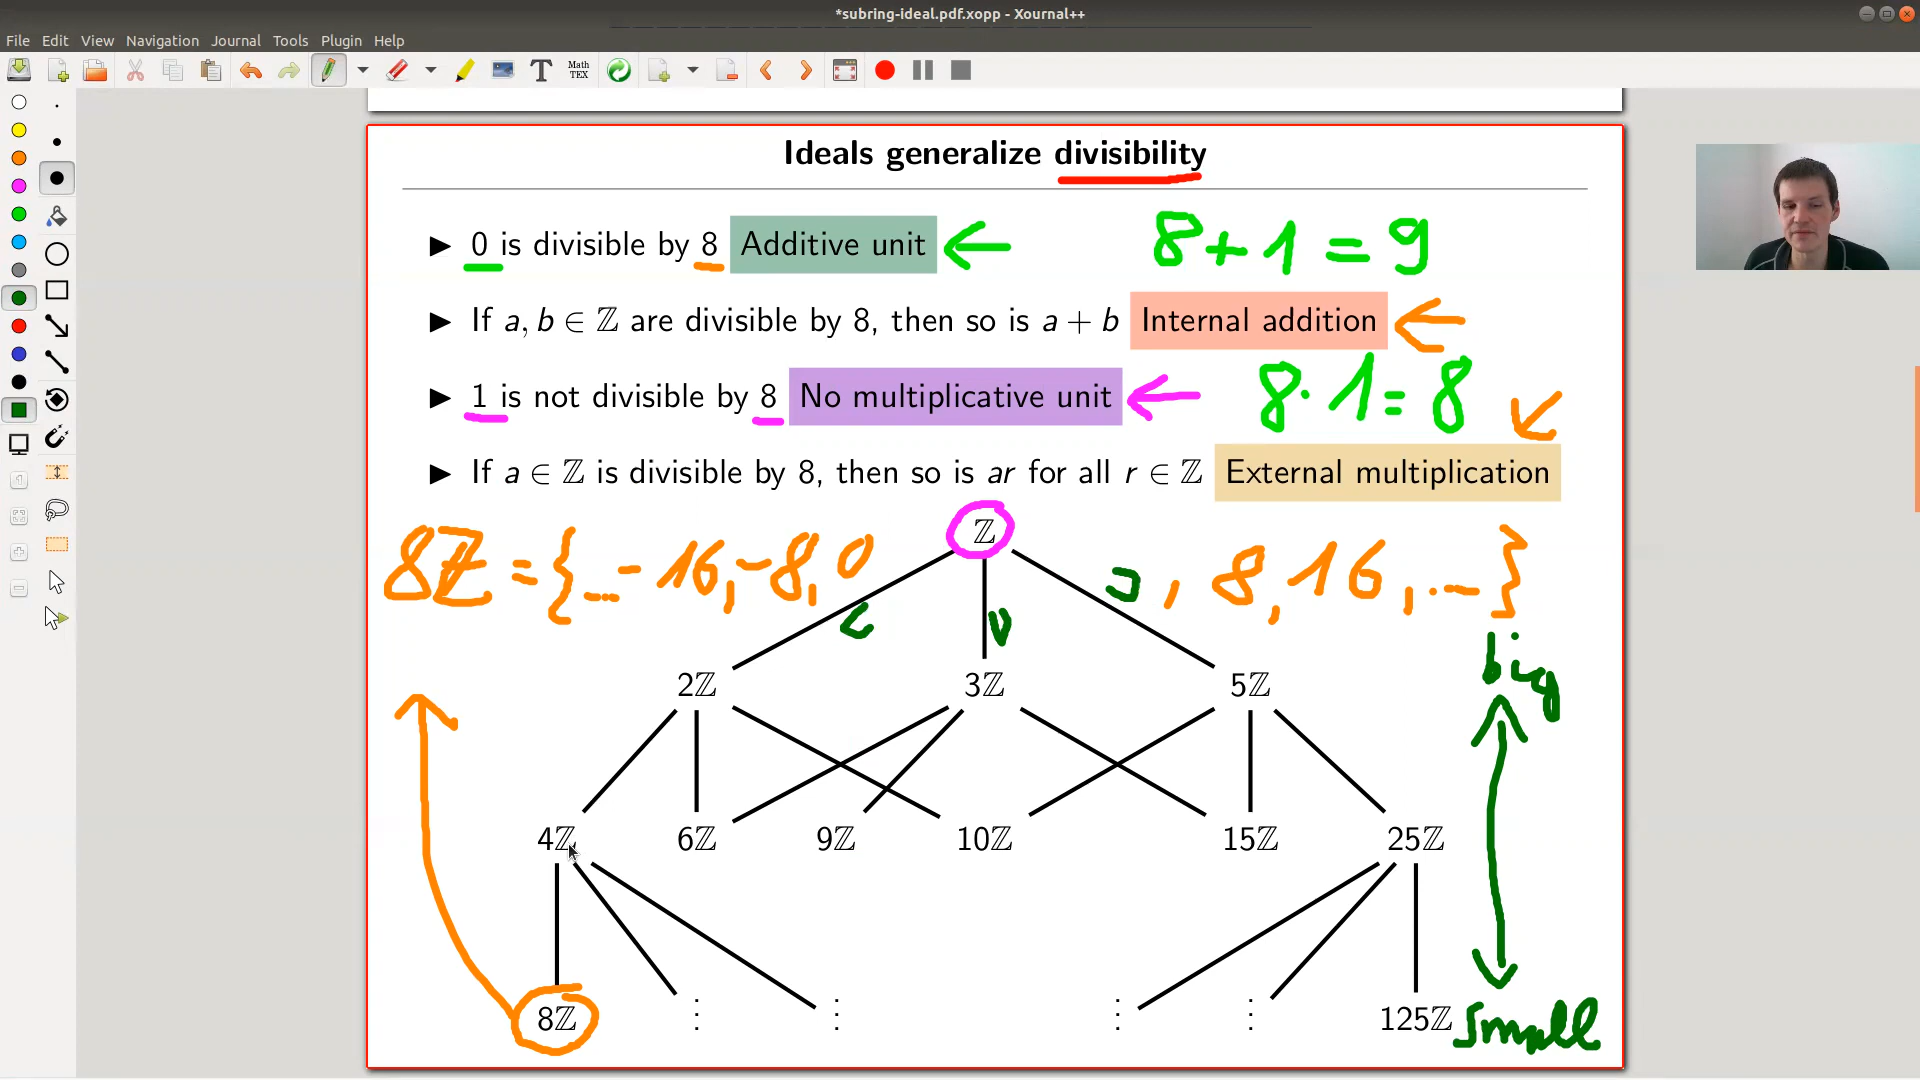 *subring-ideal.pdf.xopp - Xournal++
File Edit View Navigation Journal Tools Plugin Help
Math TEX
Ideals generalize divisibility
▶ 0 is divisible by 8 Additive unit ← 8+1=9
▶ If a, b ∈ ℤ are divisible by 8, then so is a + b Internal addition ←
▶ 1 is not divisible by 8 No multiplicative unit ← 8·1=8
▶ If a ∈ ℤ is divisible by 8, then so is ar for all r ∈ ℤ External multiplication
ℤ
8ℤ = {...-16,-8,0, 8,16,...}
big
2ℤ 3ℤ 5ℤ
4ℤ 6ℤ 9ℤ 10ℤ 15ℤ 25ℤ
8ℤ ⋮ ⋮ ⋮ ⋮ 125ℤ small